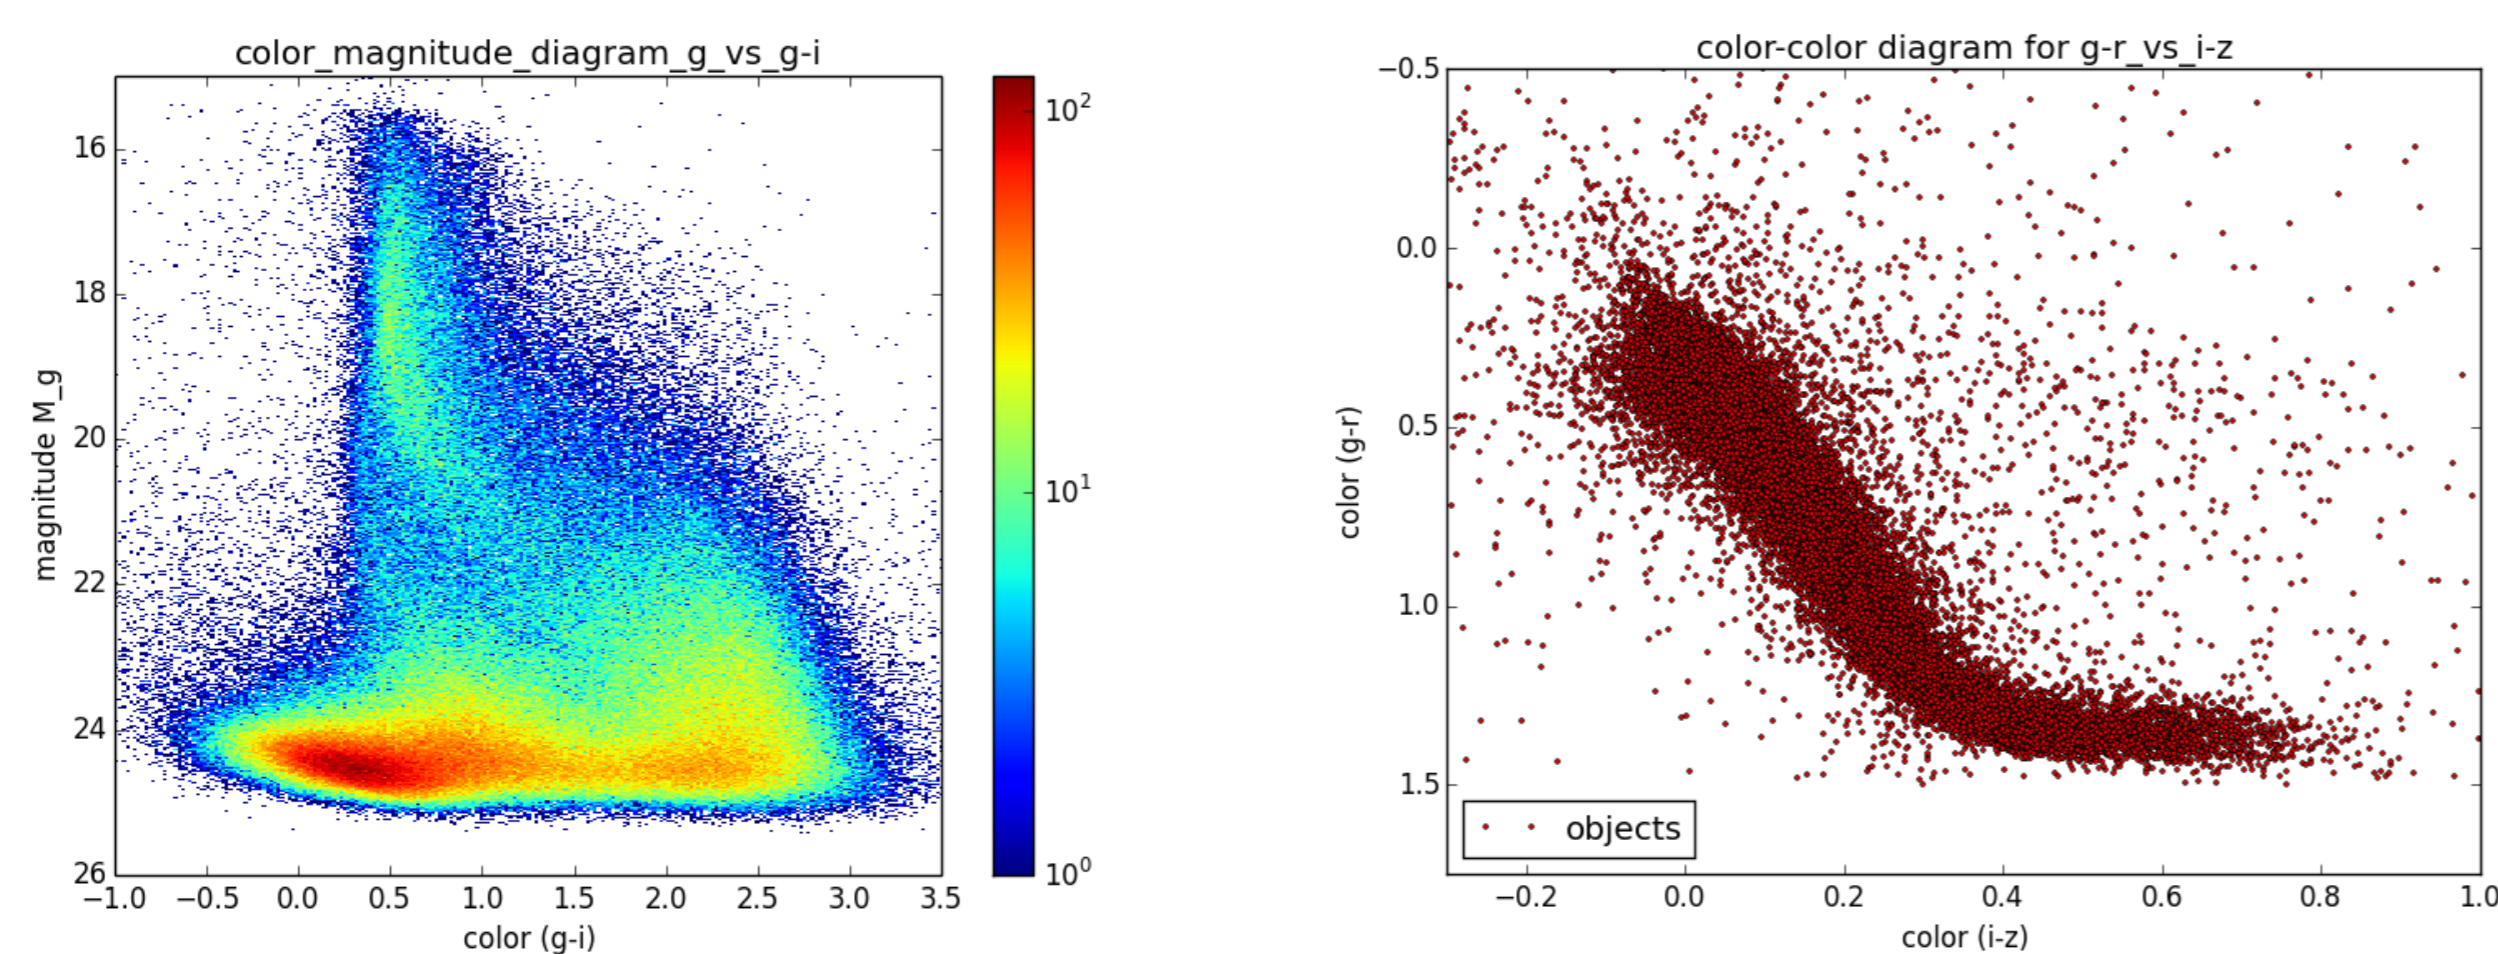 color_magnitude_diagram_g_vs_g-i
magnitude M_g
16
18
20
22
24
26
−1.0 −0.5 0.0 0.5 1.0 1.5 2.0 2.5 3.0 3.5
color (g-i)
10²
10¹
10⁰
color-color diagram for g-r_vs_i-z
color (g-r)
−0.5
0.0
0.5
1.0
1.5
objects
−0.2 0.0 0.2 0.4 0.6 0.8 1.0
color (i-z)